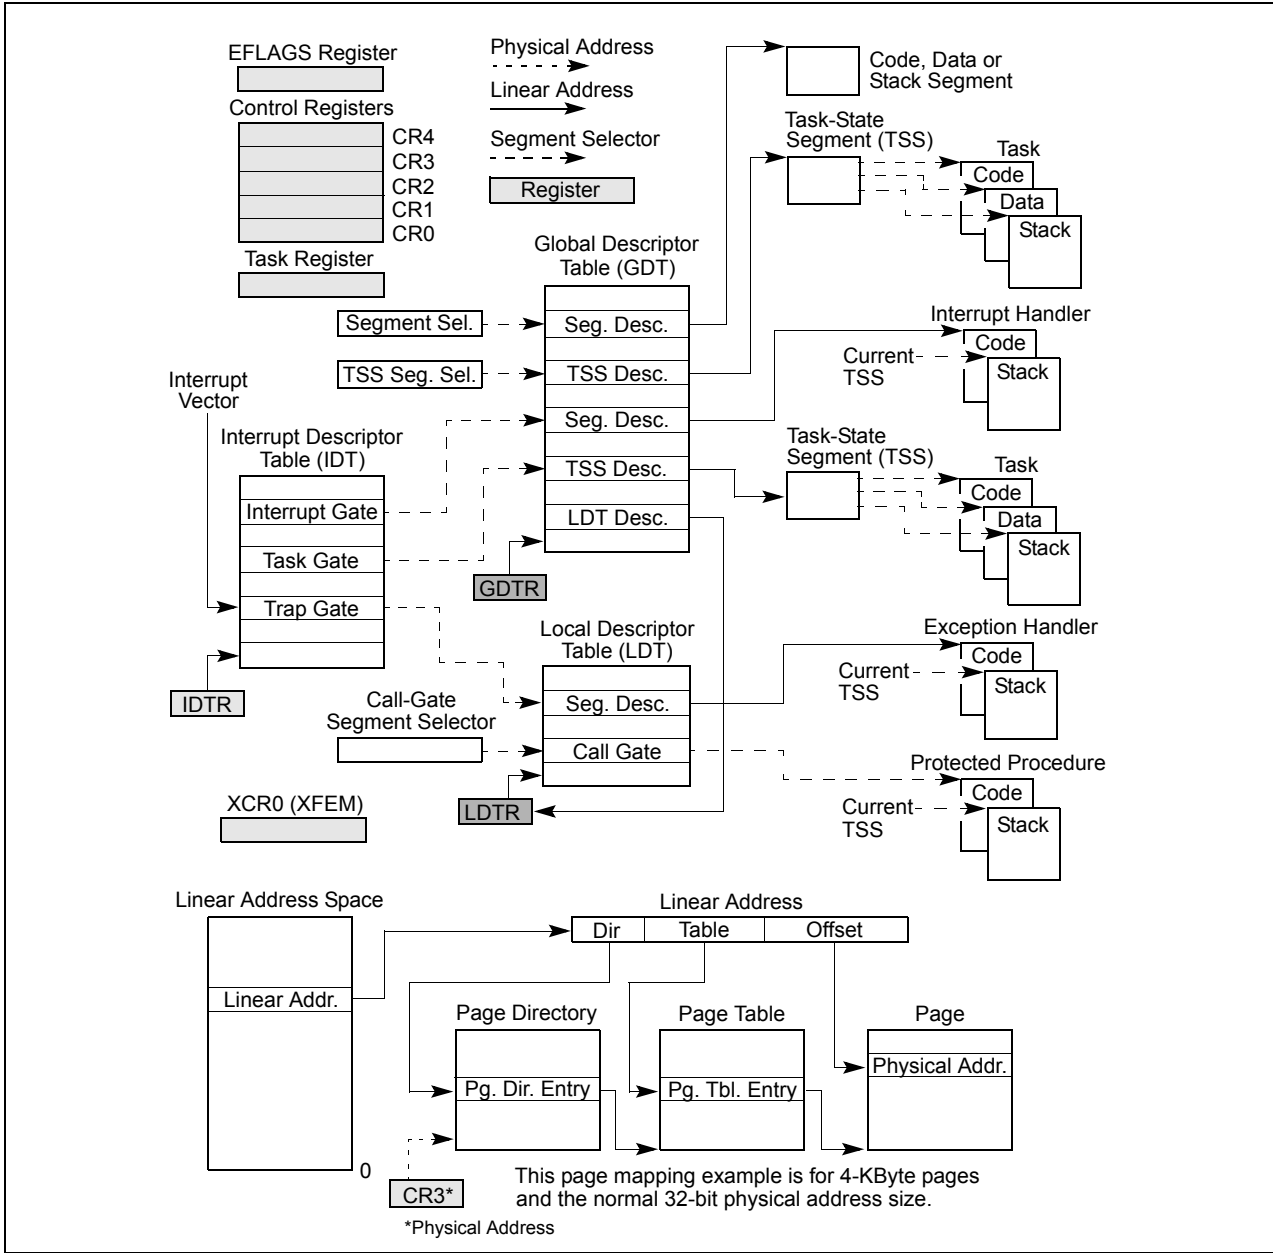 EFLAGS Register
Control Registers
CR4
CR3
CR2
CR1
CR0
Task Register
Physical Address
Linear Address
Segment Selector
Register
Code, Data or
Stack Segment
Task-State
Segment (TSS)
Task
Code
Data
Stack
Global Descriptor
Table (GDT)
Segment Sel.
Seg. Desc.
TSS Seg. Sel.
TSS Desc.
Seg. Desc.
TSS Desc.
LDT Desc.
GDTR
Interrupt Handler
Code
Current
TSS
Stack
Interrupt
Vector
Interrupt Descriptor
Table (IDT)
Interrupt Gate
Task Gate
Trap Gate
IDTR
Task-State
Segment (TSS)
Task
Code
Data
Stack
Local Descriptor
Table (LDT)
Seg. Desc.
Call Gate
Call-Gate
Segment Selector
LDTR
Exception Handler
Code
Current
TSS
Stack
Protected Procedure
Code
Current
TSS
Stack
XCR0 (XFEM)
Linear Address Space
Linear Addr.
0
Linear Address
Dir
Table
Offset
Page Directory
Pg. Dir. Entry
Page Table
Pg. Tbl. Entry
Page
Physical Addr.
CR3*
*Physical Address
This page mapping example is for 4-KByte pages
and the normal 32-bit physical address size.